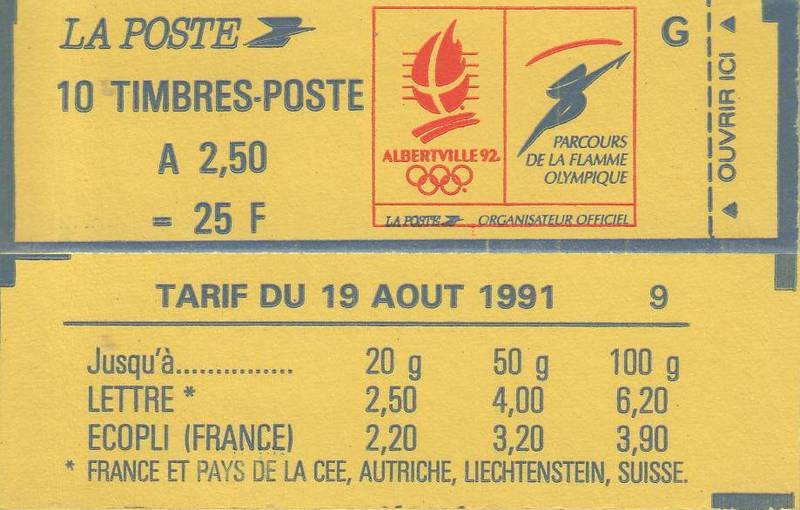 LA POSTE
10 TIMBRES-POSTE
A 2,50
= 25 F
ALBERTVILLE 92.
PARCOURS
DE LA FLAMME
OLYMPIQUE
LA POSTE ORGANISATEUR OFFICIEL
G
OUVRIR ICI
TARIF DU 19 AOUT 1991 9
Jusqu'à............... 20 g 50 g 100 g
LETTRE * 2,50 4,00 6,20
ECOPLI (FRANCE) 2,20 3,20 3,90
* FRANCE ET PAYS DE LA CEE, AUTRICHE, LIECHTENSTEIN, SUISSE.